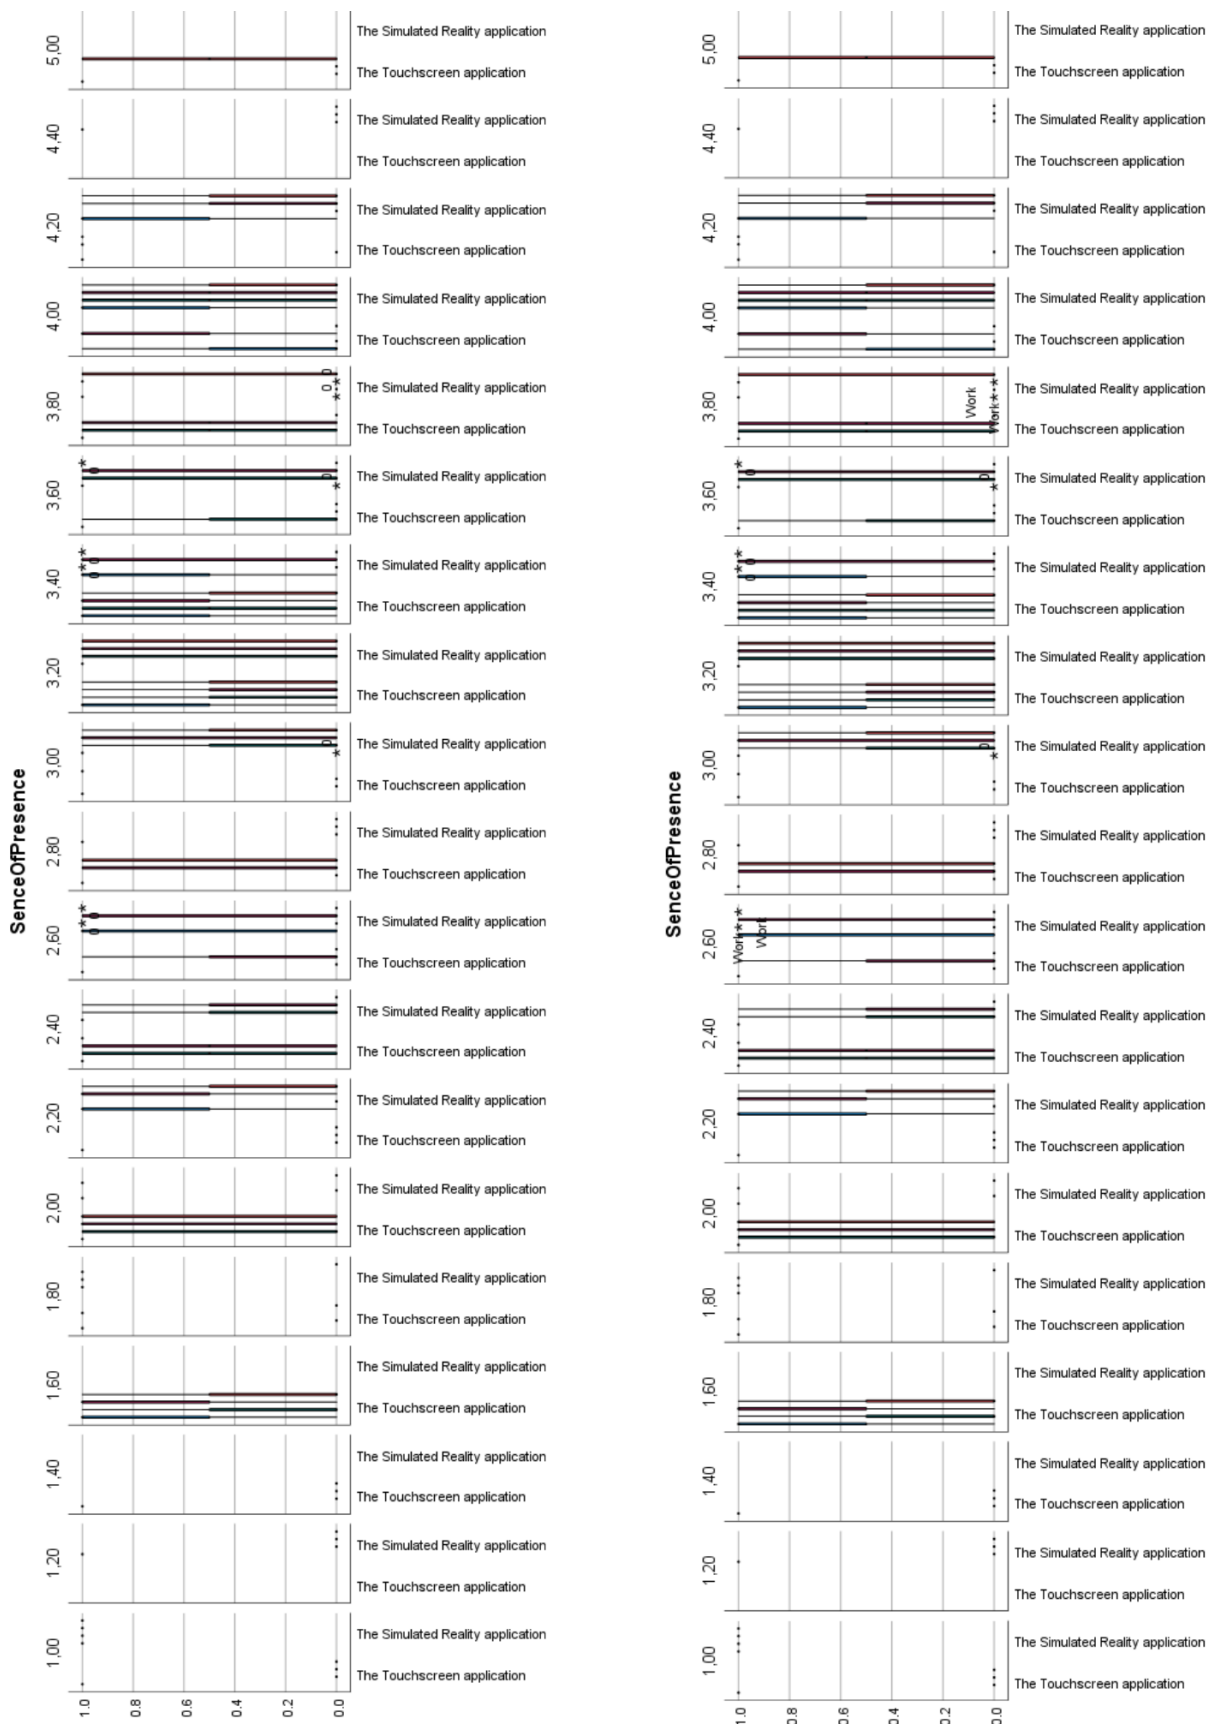 SenceOfPresence
5,00
The Simulated Reality application
The Touchscreen application
4,40
The Simulated Reality application
The Touchscreen application
4,20
The Simulated Reality application
The Touchscreen application
4,00
The Simulated Reality application
The Touchscreen application
3,80
0
0
The Simulated Reality application
The Touchscreen application
3,60
0
0
The Simulated Reality application
The Touchscreen application
3,40
0
0
The Simulated Reality application
The Touchscreen application
3,20
The Simulated Reality application
The Touchscreen application
3,00
0
The Simulated Reality application
The Touchscreen application
2,80
The Simulated Reality application
The Touchscreen application
2,60
0
0
The Simulated Reality application
The Touchscreen application
2,40
The Simulated Reality application
The Touchscreen application
2,20
The Simulated Reality application
The Touchscreen application
2,00
The Simulated Reality application
The Touchscreen application
1,80
The Simulated Reality application
The Touchscreen application
1,60
The Simulated Reality application
The Touchscreen application
1,40
The Simulated Reality application
The Touchscreen application
1,20
The Simulated Reality application
The Touchscreen application
1,00
The Simulated Reality application
The Touchscreen application
1.0
0.8
0.6
0.4
0.2
0.0
SenceOfPresence
5,00
The Simulated Reality application
The Touchscreen application
4,40
The Simulated Reality application
The Touchscreen application
4,20
The Simulated Reality application
The Touchscreen application
4,00
The Simulated Reality application
The Touchscreen application
3,80
Work
Work
The Simulated Reality application
The Touchscreen application
3,60
0
0
The Simulated Reality application
The Touchscreen application
3,40
0
0
The Simulated Reality application
The Touchscreen application
3,20
The Simulated Reality application
The Touchscreen application
3,00
0
The Simulated Reality application
The Touchscreen application
2,80
The Simulated Reality application
The Touchscreen application
2,60
Work
Work
The Simulated Reality application
The Touchscreen application
2,40
The Simulated Reality application
The Touchscreen application
2,20
The Simulated Reality application
The Touchscreen application
2,00
The Simulated Reality application
The Touchscreen application
1,80
The Simulated Reality application
The Touchscreen application
1,60
The Simulated Reality application
The Touchscreen application
1,40
The Simulated Reality application
The Touchscreen application
1,20
The Simulated Reality application
The Touchscreen application
1,00
The Simulated Reality application
The Touchscreen application
1.0
0.8
0.6
0.4
0.2
0.0